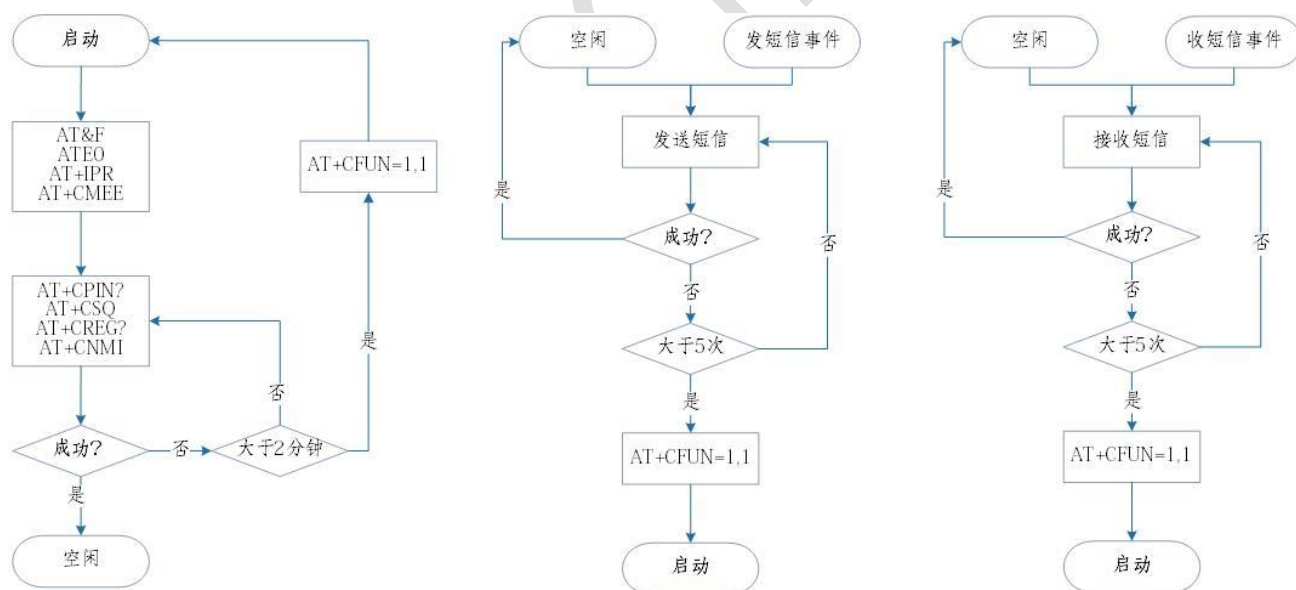 启动
AT&F
ATE0
AT+IPR
AT+CMEE
AT+CFUN=1,1
AT+CPIN?
AT+CSQ
AT+CREG?
AT+CNMI
是
否
成功?
否
大于2分钟
是
空闲
空闲
发短信事件
发送短信
是
成功?
否
否
大于5次
是
AT+CFUN=1,1
启动
空闲
收短信事件
接收短信
是
成功?
否
否
大于5次
是
AT+CFUN=1,1
启动